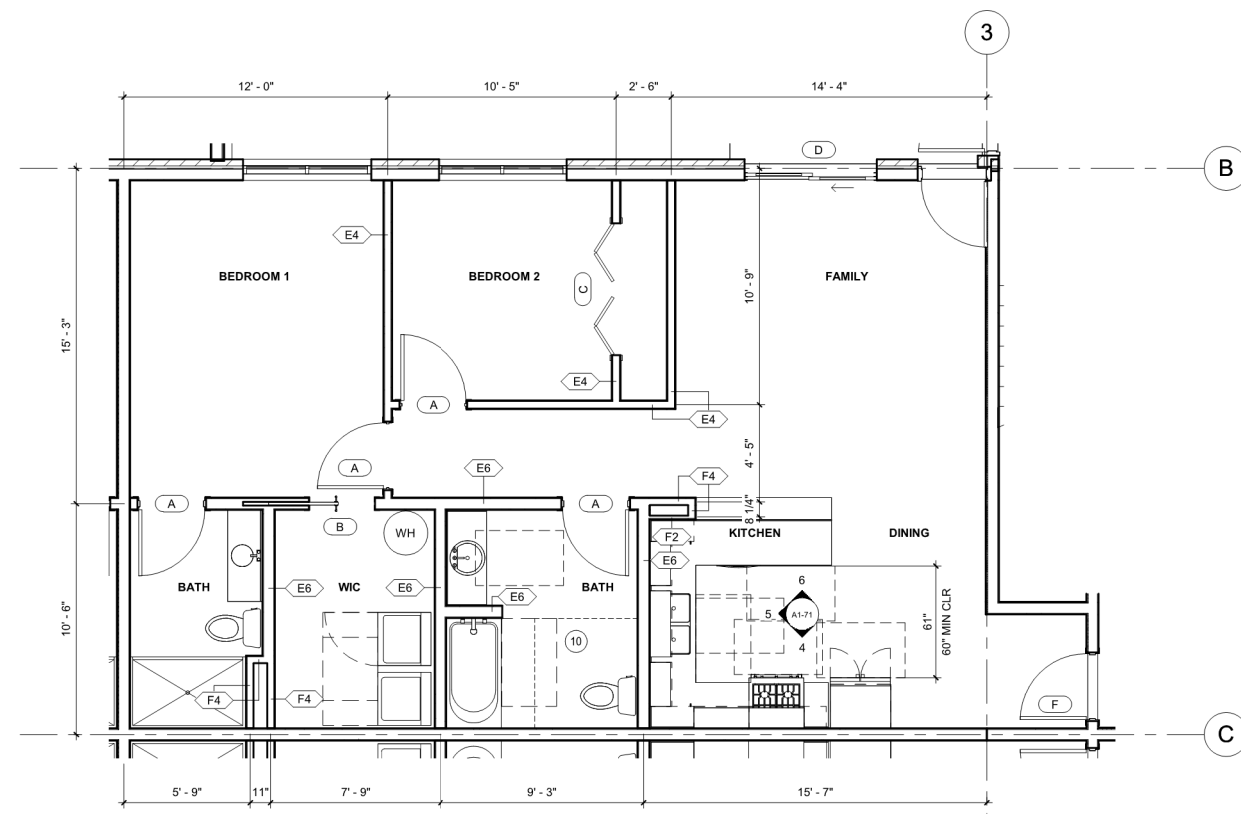 3
12' - 0"
10' - 5"
2' - 6"
14' - 4"
D
B
E4
BEDROOM 1
BEDROOM 2
C
FAMILY
10' - 9"
15' - 3"
E4
A
E4
4' - 5"
A
E6
F4
A
A
8 1/4"
B
WH
F2
KITCHEN
DINING
E6
BATH
E6
WIC
E6
E6
BATH
6
5
A1-71
4
61"
60" MIN CLR
10' - 6"
10
F4
F4
F
C
5' - 9"
11"
7' - 9"
9' - 3"
15' - 7"